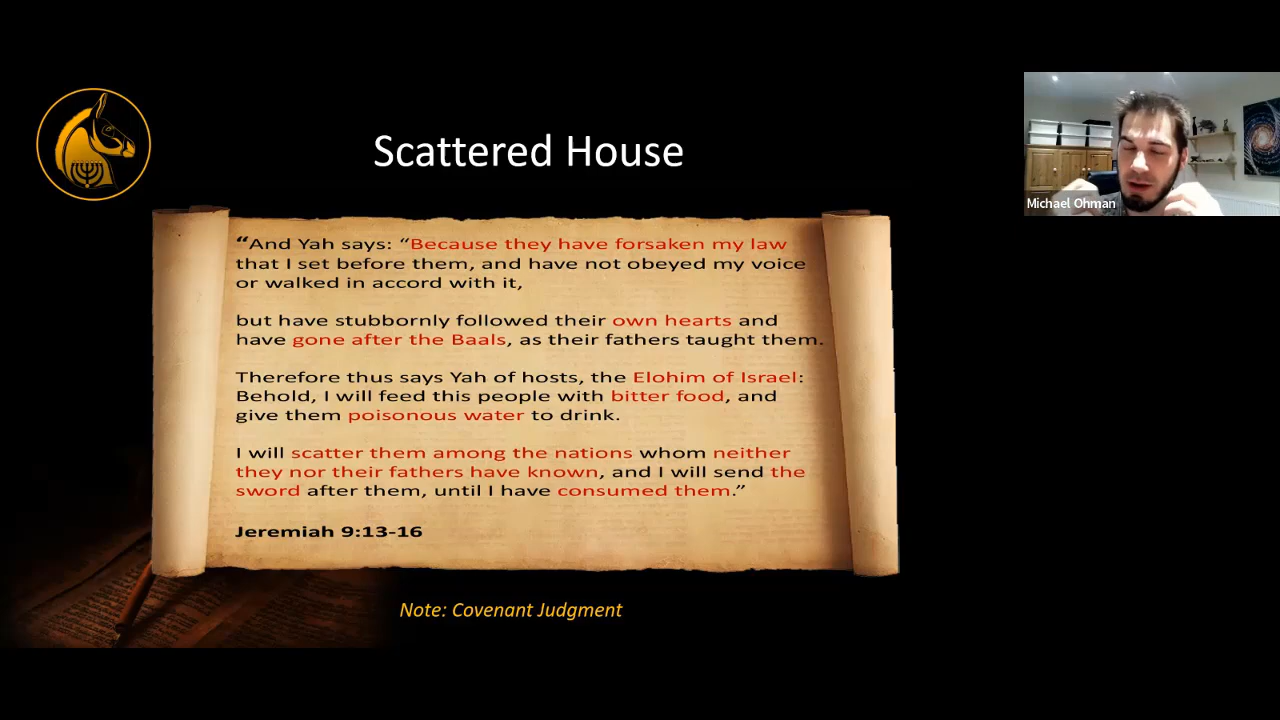 Scattered House
“And Yah says: “Because they have forsaken my law
that I set before them, and have not obeyed my voice
or walked in accord with it,
but have stubbornly followed their own hearts and
have gone after the Baals, as their fathers taught them.
Therefore thus says Yah of hosts, the Elohim of Israel:
Behold, I will feed this people with bitter food, and
give them poisonous water to drink.
I will scatter them among the nations whom neither
they nor their fathers have known, and I will send the
sword after them, until I have consumed them.”
Jeremiah 9:13-16
Note: Covenant Judgment
Michael Ohman